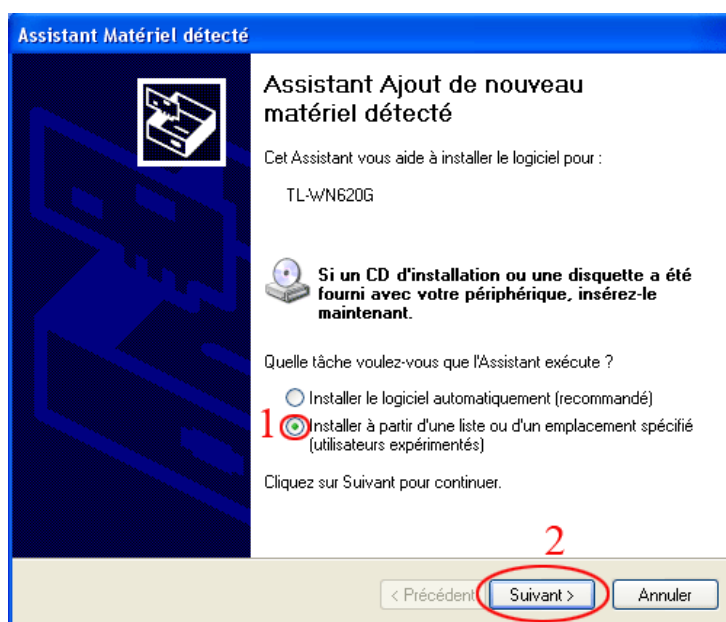 Assistant Matériel détecté
Assistant Ajout de nouveau
matériel détecté
Cet Assistant vous aide à installer le logiciel pour :
TL-WN620G
Si un CD d'installation ou une disquette a été
fourni avec votre périphérique, insérez-le
maintenant.
Quelle tâche voulez-vous que l'Assistant exécute ?
Installer le logiciel automatiquement (recommandé)
1 Installer à partir d'une liste ou d'un emplacement spécifié
(utilisateurs expérimentés)
Cliquez sur Suivant pour continuer.
2
< Précédent Suivant > Annuler